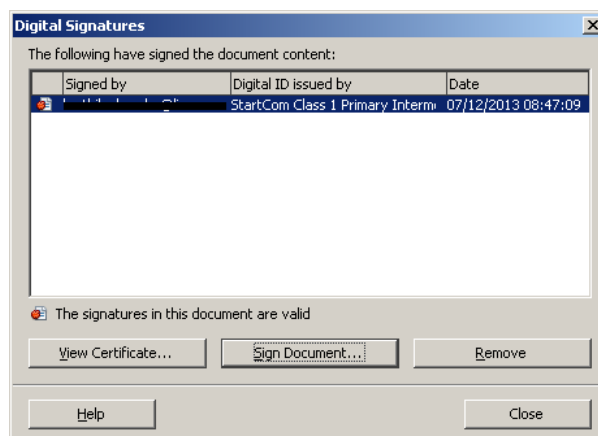 Digital Signatures
The following have signed the document content:
Signed by Digital ID issued by Date
StartCom Class 1 Primary Interm 07/12/2013 08:47:09
The signatures in this document are valid
View Certificate... Sign Document... Remove
Help Close